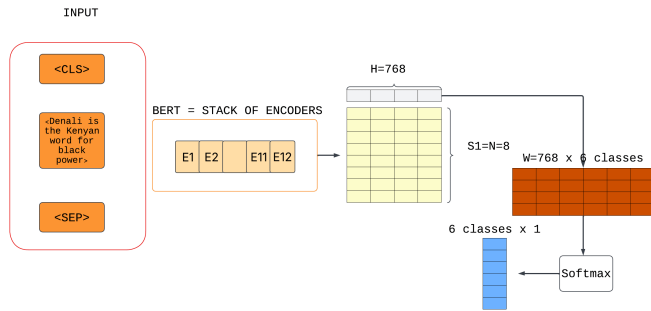 INPUT
<CLS>
<Denali is
the Kenyan
word for
black
power>
<SEP>
BERT = STACK OF ENCODERS
E1 E2 E11 E12
H=768
S1=N=8
W=768 x 6 classes
6 classes x 1
Softmax